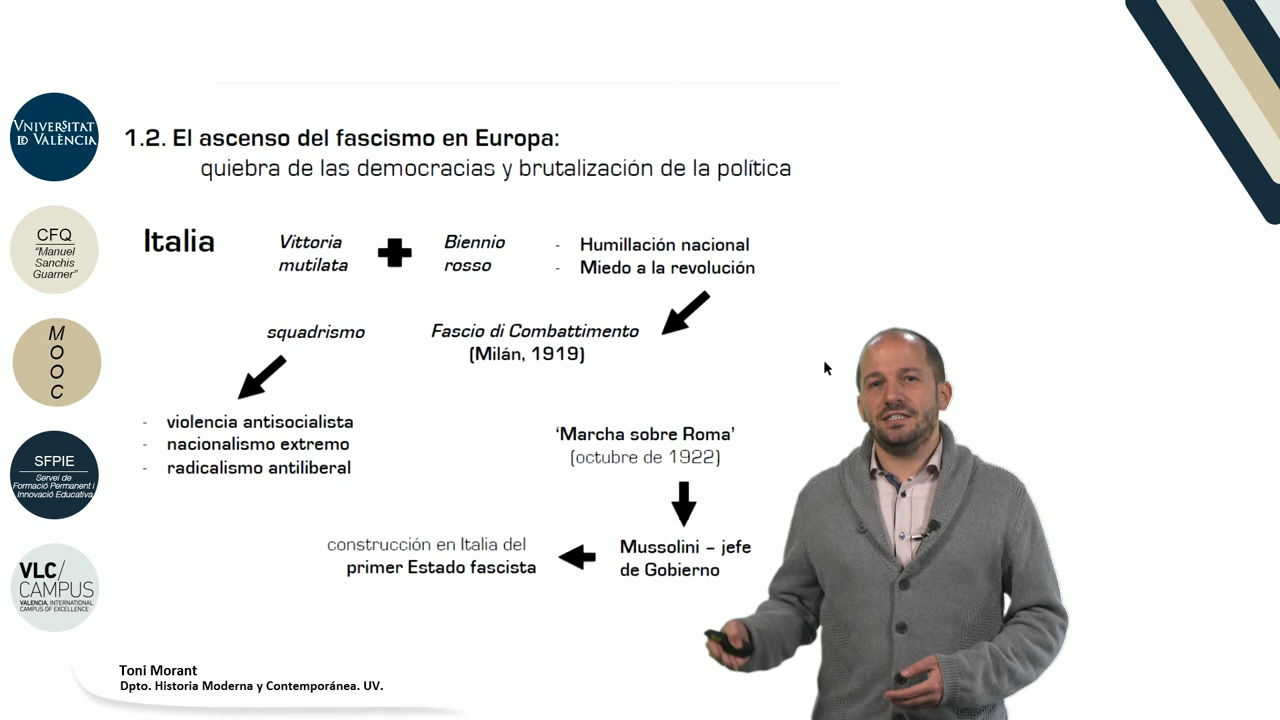 VNIVERSITAT
ID VALÈNCIA
CFQ
"Manuel
Sanchis
Guarner"
M
O
O
C
SFPIE
Servei de
Formació Permanent i
Innovació Educativa
VLC/
CAMPUS
VALENCIA, INTERNATIONAL
CAMPUS OF EXCELLENCE
1.2. El ascenso del fascismo en Europa:
quiebra de las democracias y brutalización de la política
Italia
Vittoria
mutilata
Biennio
rosso
- Humillación nacional
- Miedo a la revolución
squadrismo
Fascio di Combattimento
(Milán, 1919)
- violencia antisocialista
- nacionalismo extremo
- radicalismo antiliberal
'Marcha sobre Roma'
(octubre de 1922)
Mussolini – jefe
de Gobierno
construcción en Italia del
primer Estado fascista
Toni Morant
Dpto. Historia Moderna y Contemporánea. UV.